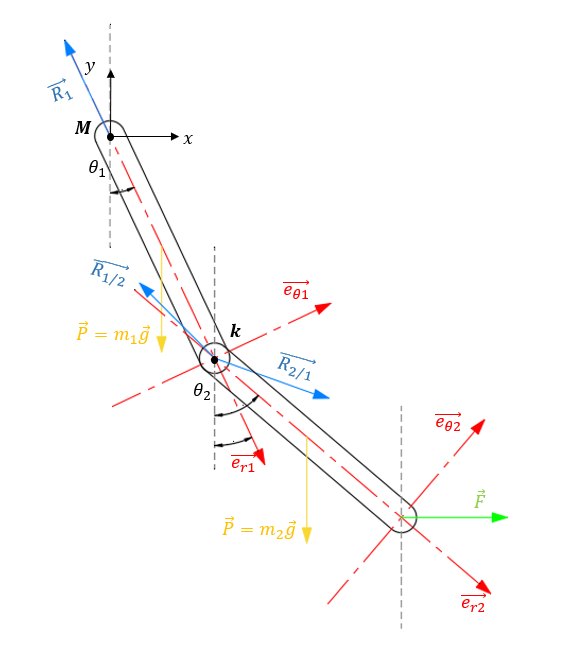 y
R₁⃗
M
x
θ₁
R₁/₂⃗
e_θ1⃗
P⃗ = m₁g⃗
k
R₂/₁⃗
θ₂
e_r1⃗
e_θ2⃗
F⃗
P⃗ = m₂g⃗
e_r2⃗